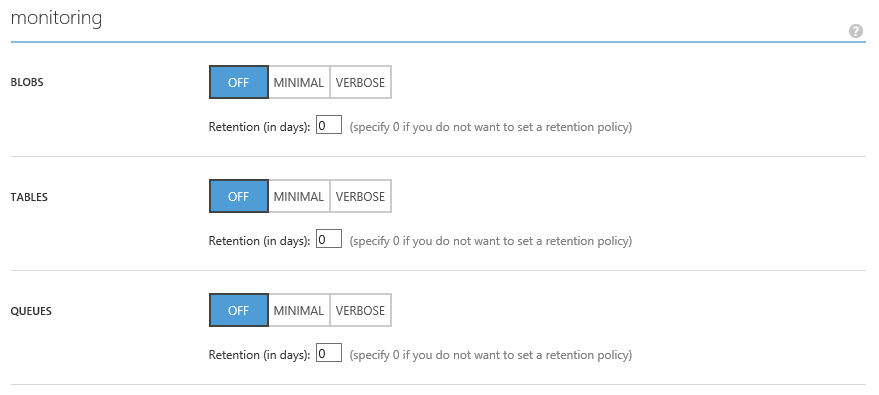 monitoring
?
BLOBS OFF MINIMAL VERBOSE
Retention (in days): 0 (specify 0 if you do not want to set a retention policy)
TABLES OFF MINIMAL VERBOSE
Retention (in days): 0 (specify 0 if you do not want to set a retention policy)
QUEUES OFF MINIMAL VERBOSE
Retention (in days): 0 (specify 0 if you do not want to set a retention policy)